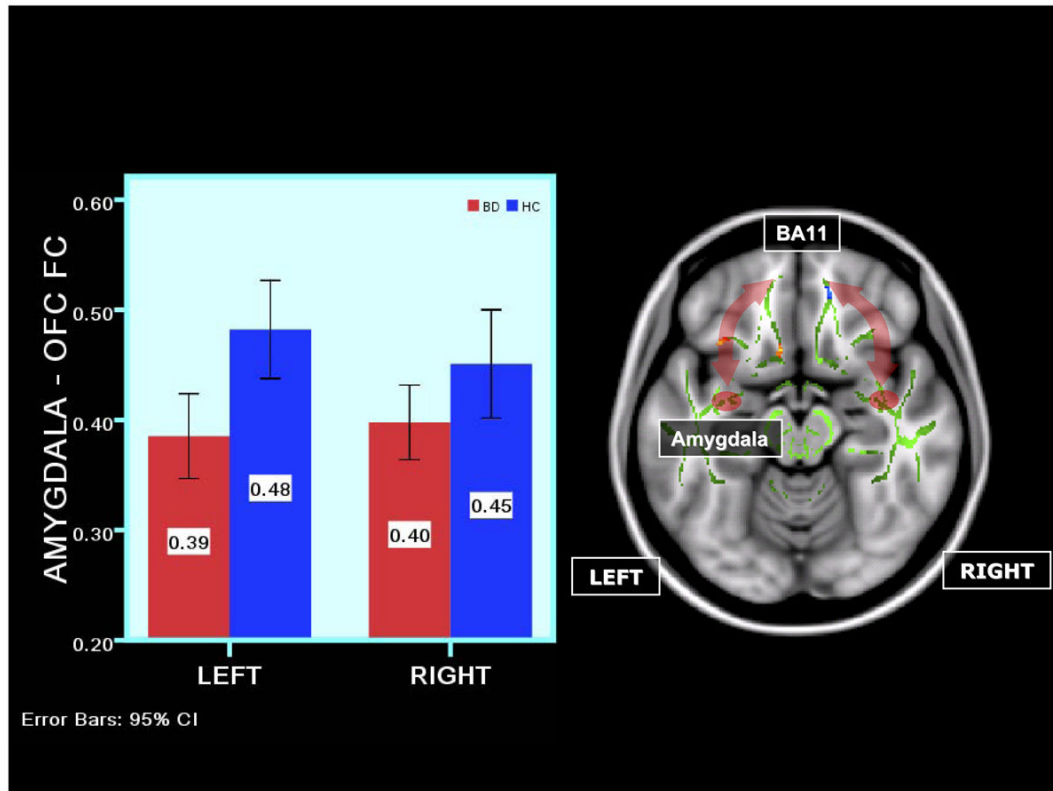 AMYGDALA - OFC FC
0.60
0.50
0.40
0.30
0.20
BD HC
0.39
0.48
0.40
0.45
LEFT RIGHT
Error Bars: 95% CI
BA11
Amygdala
LEFT
RIGHT